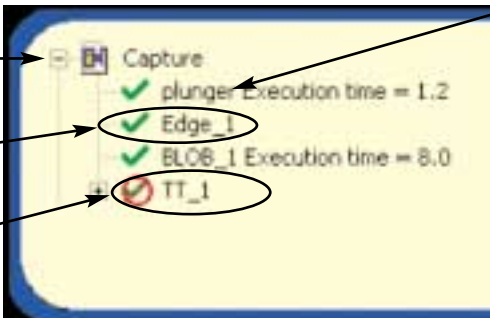 Capture
plunger Execution time = 1.2
Edge_1
BLOB_1 Execution time = 8.0
TT_1